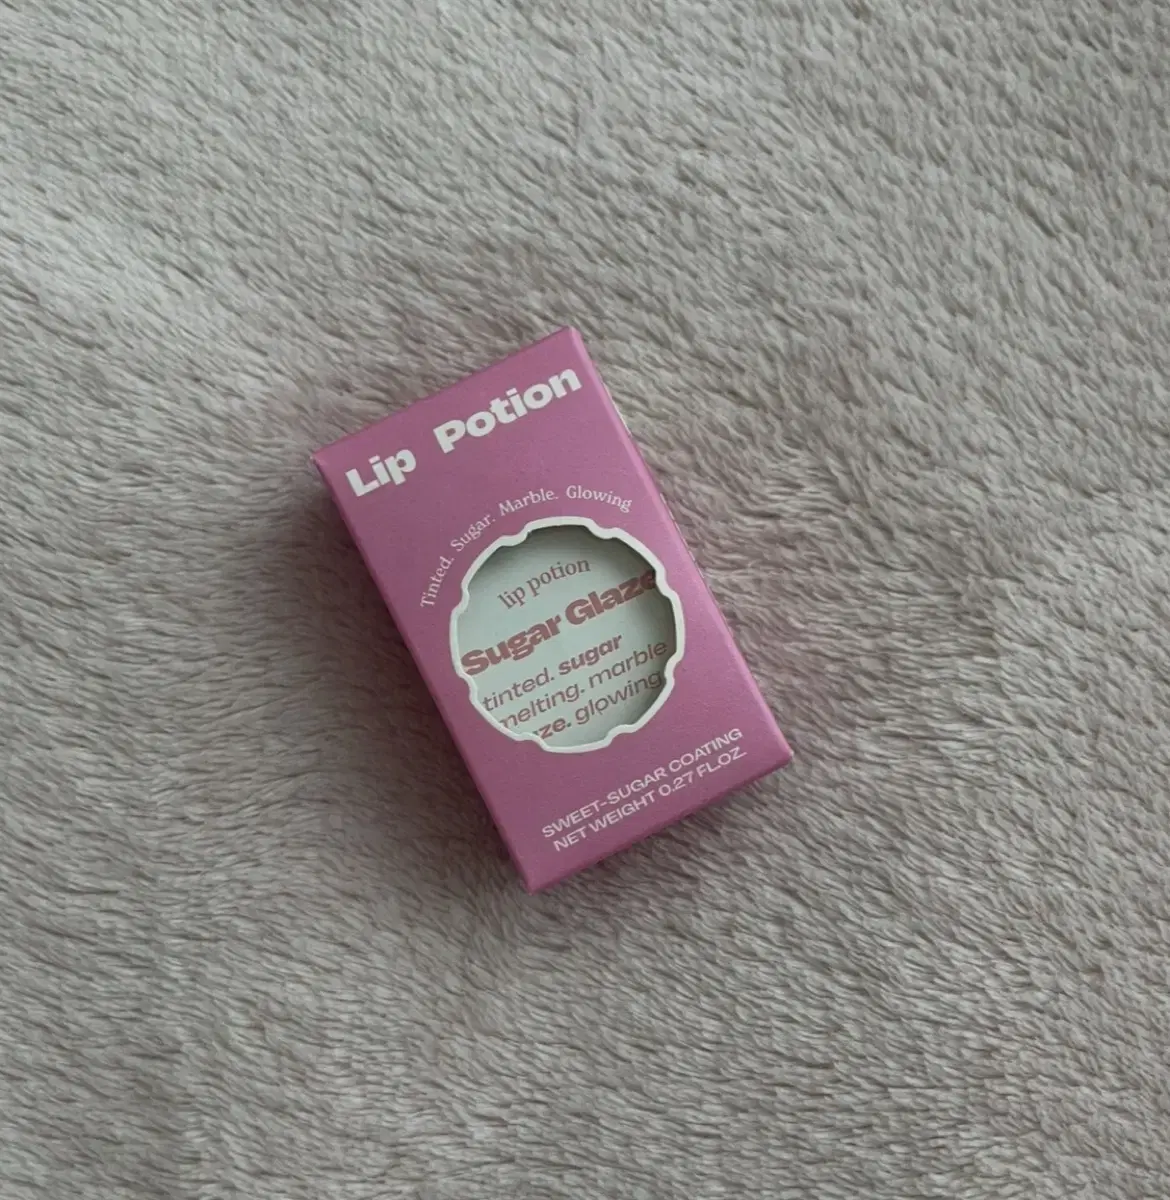 Lip Potion
Tinted. Sugar. Marble. Glowing
lip potion
Sugar Glaze
tinted. sugar
melting. marble
glowing
SWEET-SUGAR COATING
NET WEIGHT 0.27 FL.OZ.